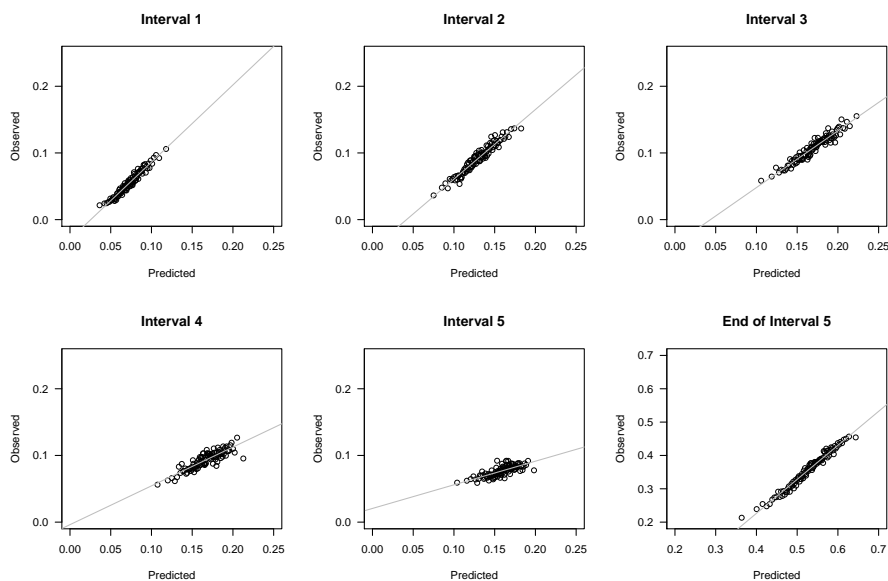 Interval 1
0.2
0.1
0.0
Observed
0.00 0.05 0.10 0.15 0.20 0.25
Predicted
Interval 2
0.2
0.1
0.0
Observed
0.00 0.05 0.10 0.15 0.20 0.25
Predicted
Interval 3
0.2
0.1
0.0
Observed
0.00 0.05 0.10 0.15 0.20 0.25
Predicted
Interval 4
0.2
0.1
0.0
Observed
0.00 0.05 0.10 0.15 0.20 0.25
Predicted
Interval 5
0.2
0.1
0.0
Observed
0.00 0.05 0.10 0.15 0.20 0.25
Predicted
End of Interval 5
0.7
0.6
0.5
0.4
0.3
0.2
Observed
0.2 0.3 0.4 0.5 0.6 0.7
Predicted